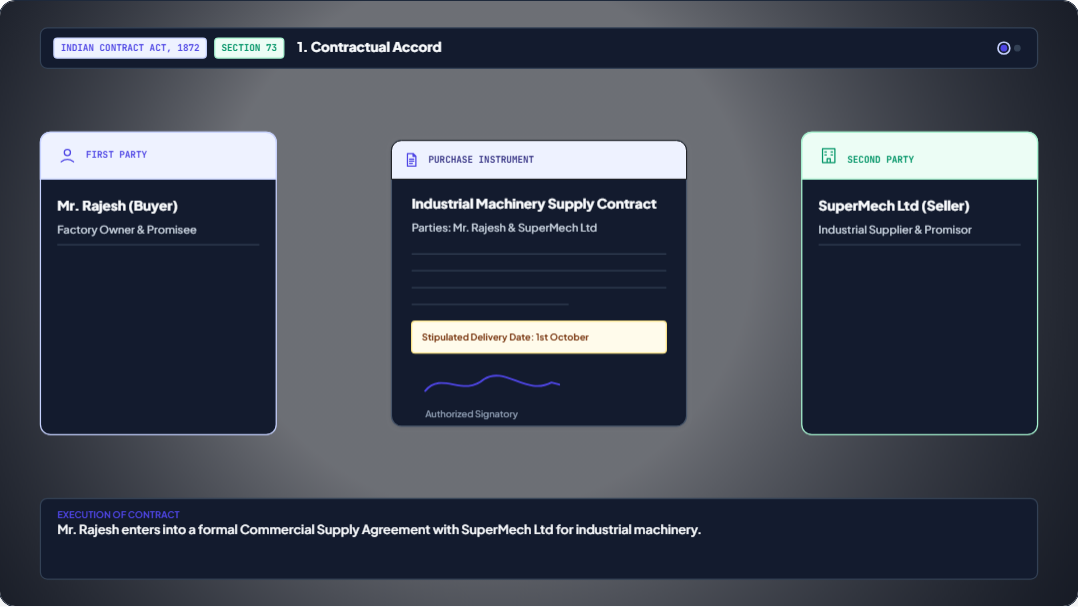 INDIAN CONTRACT ACT, 1872 SECTION 73 1. Contractual Accord
FIRST PARTY
Mr. Rajesh (Buyer)
Factory Owner & Promisee
PURCHASE INSTRUMENT
Industrial Machinery Supply Contract
Parties: Mr. Rajesh & SuperMech Ltd
Stipulated Delivery Date: 1st October
Authorized Signatory
SECOND PARTY
SuperMech Ltd (Seller)
Industrial Supplier & Promisor
EXECUTION OF CONTRACT
Mr. Rajesh enters into a formal Commercial Supply Agreement with SuperMech Ltd for industrial machinery.